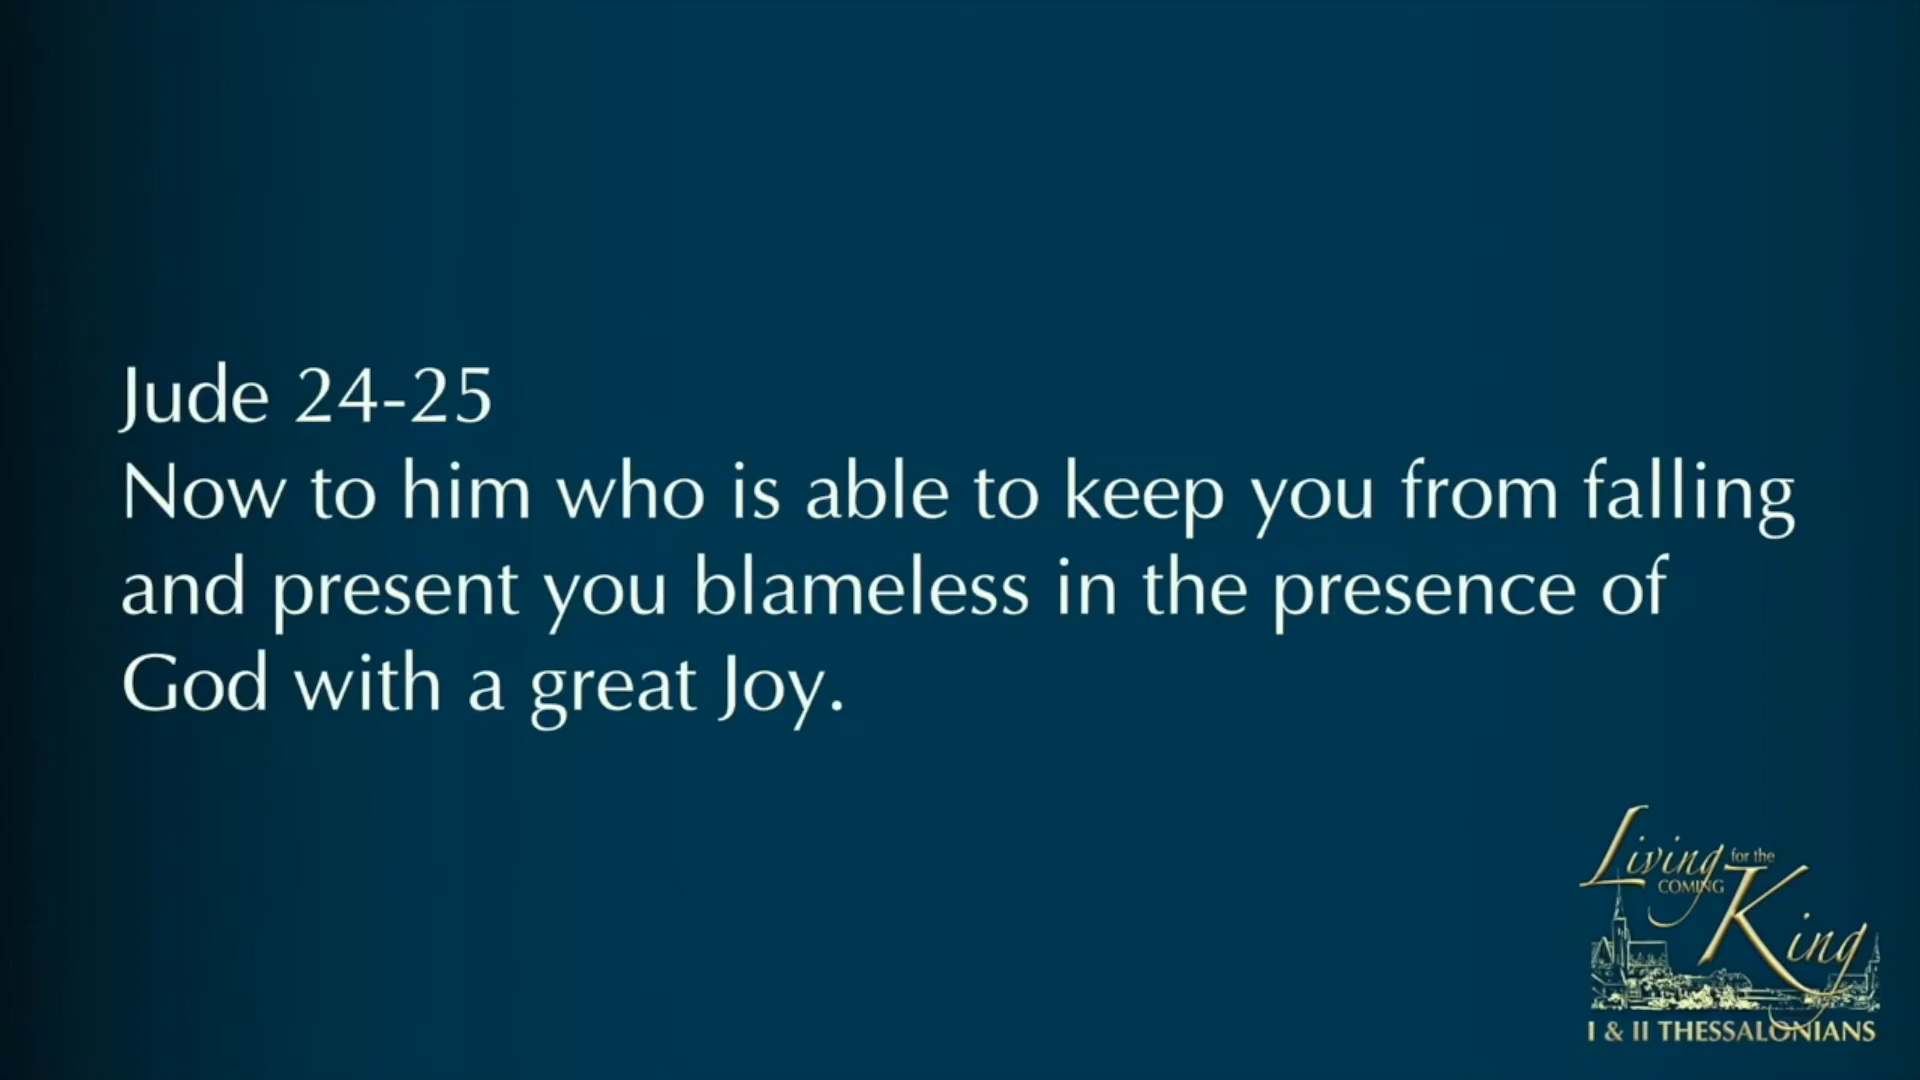 Jude 24-25
Now to him who is able to keep you from falling
and present you blameless in the presence of
God with a great Joy.
Living for the
COMING
King
I & II THESSALONIANS